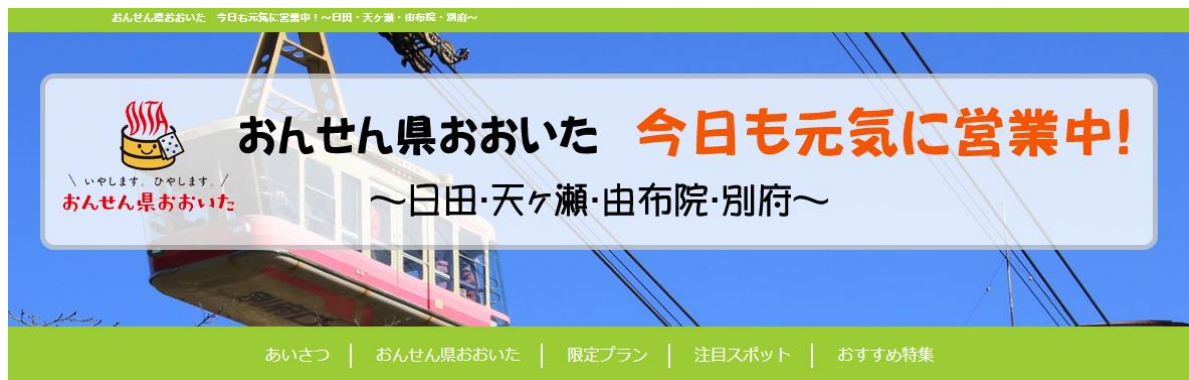 おんせん県おおいた 今日も元気に営業中！～日田・天ヶ瀬・由布院・別府～
OITA
いやします。ひやします。
おんせん県おおいた
おんせん県おおいた 今日も元気に営業中!
～日田・天ヶ瀬・由布院・別府～
あいさつ | おんせん県おおいた | 限定プラン | 注目スポット | おすすめ特集